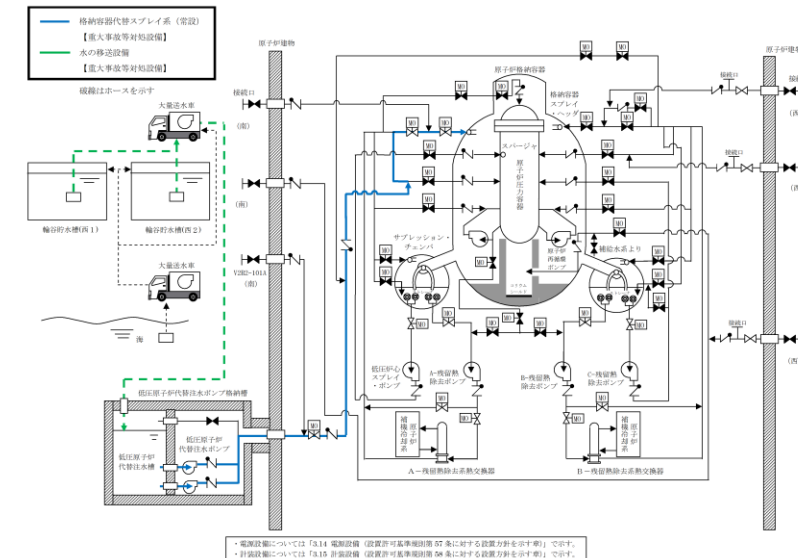 格納容器代替スプレイ系（常設）
【重大事故等対処設備】
水の移送設備
【重大事故等対処設備】
破線はホースを示す
大量送水車
輪谷貯水槽(西1)
輪谷貯水槽(西2)
大量送水車
海
原子炉建物
接続口
(南)
(南)
V2B2-101A
(南)
低圧原子炉代替注水ポンプ格納槽
低圧原子炉
代替注水槽
低圧原子炉
代替注水ポンプ
原子炉格納容器
格納容器
スプレイ
・ヘッダ
スパージャ
原子炉圧力容器
サプレッション・
チェンバ
原子炉
再循環
ポンプ
補給水系より
コリウム
シールド
低圧炉心
スプレイ
・ポンプ
A-残留熱
除去ポンプ
B-残留熱
除去ポンプ
C-残留熱
除去ポンプ
原子炉
補機冷却系
原子炉
補機冷却系
A－残留熱除去系熱交換器
B－残留熱除去系熱交換器
MO
接続口
接続口
接続口
原子炉建
(西
・電源設備については「3.14 電源設備（設置許可基準規則第 57 条に対する設置方針を示す章)」で示す。
・計装設備については「3.15 計装設備（設置許可基準規則第 58 条に対する設置方針を示す章)」で示す。